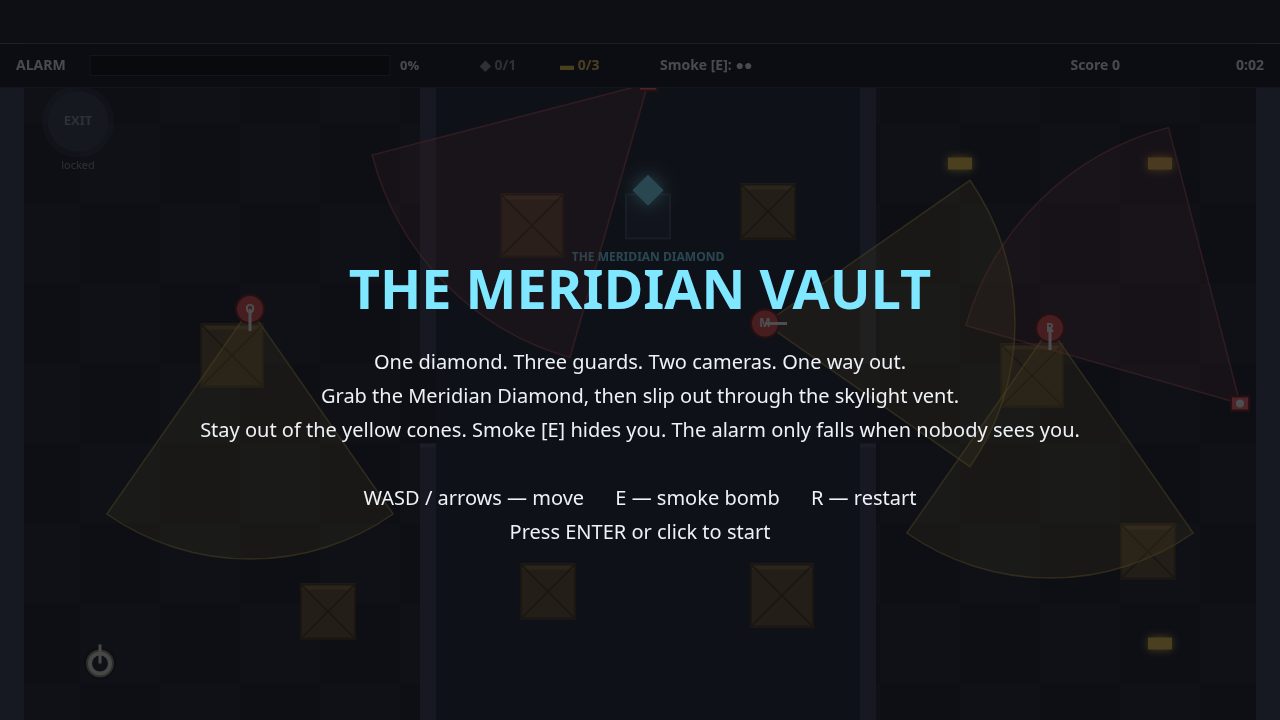 ALARM 0% 0/1 0/3 Smoke [E]: ●● Score 0 0:02
EXIT
locked
THE MERIDIAN DIAMOND
THE MERIDIAN VAULT
O
M
R
One diamond. Three guards. Two cameras. One way out.
Grab the Meridian Diamond, then slip out through the skylight vent.
Stay out of the yellow cones. Smoke [E] hides you. The alarm only falls when nobody sees you.
WASD / arrows — move E — smoke bomb R — restart
Press ENTER or click to start